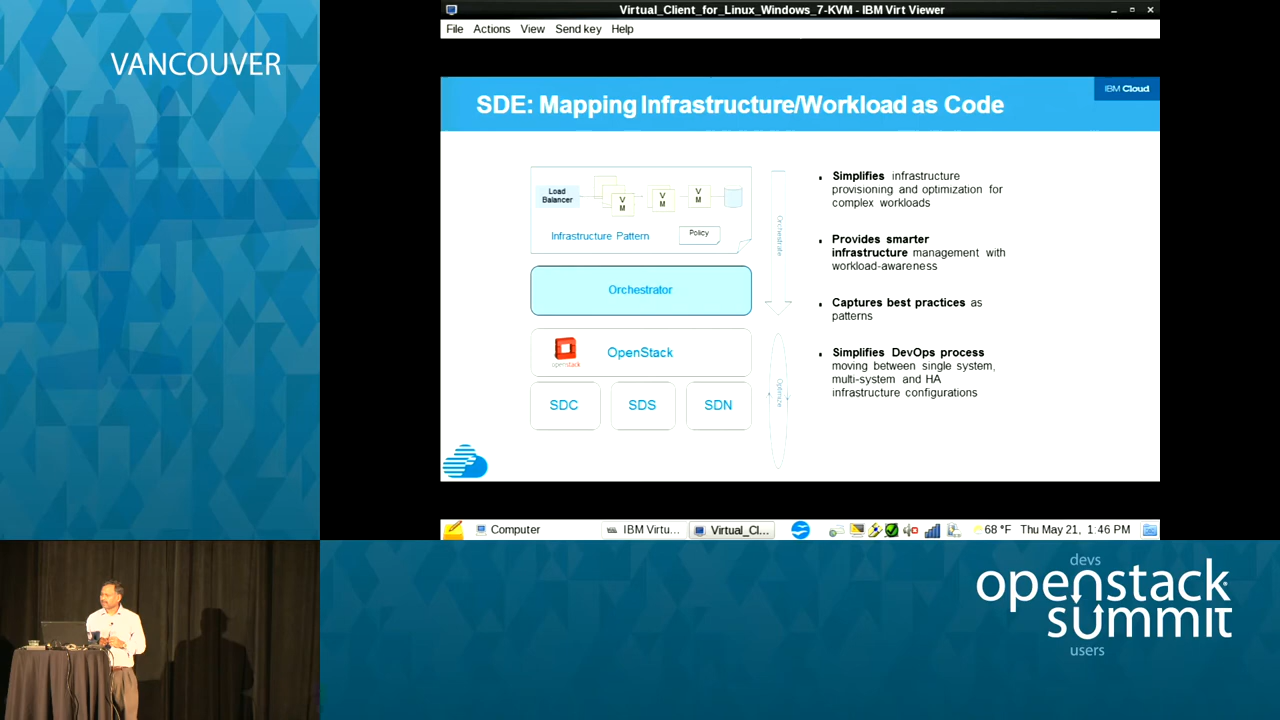 VANCOUVER
Virtual_Client_for_Linux_Windows_7-KVM - IBM Virt Viewer
File Actions View Send key Help
IBM Cloud
SDE: Mapping Infrastructure/Workload as Code
Load
Balancer
V
M
V
M
V
M
Infrastructure Pattern
Policy
Orchestrate
Orchestrator
openstack
OpenStack
SDC
SDS
SDN
Optimize
Simplifies infrastructure
provisioning and optimization for
complex workloads
Provides smarter
infrastructure management with
workload-awareness
Captures best practices as
patterns
Simplifies DevOps process
moving between single system,
multi-system and HA
infrastructure configurations
Computer
IBM Virtu...
Virtual_Cl...
68 °F Thu May 21, 1:46 PM
devs
openstack
summit
users